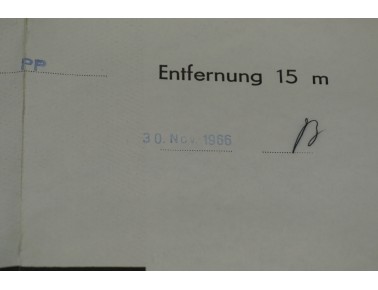 PP
Entfernung 15 m
30. Nov. 1966